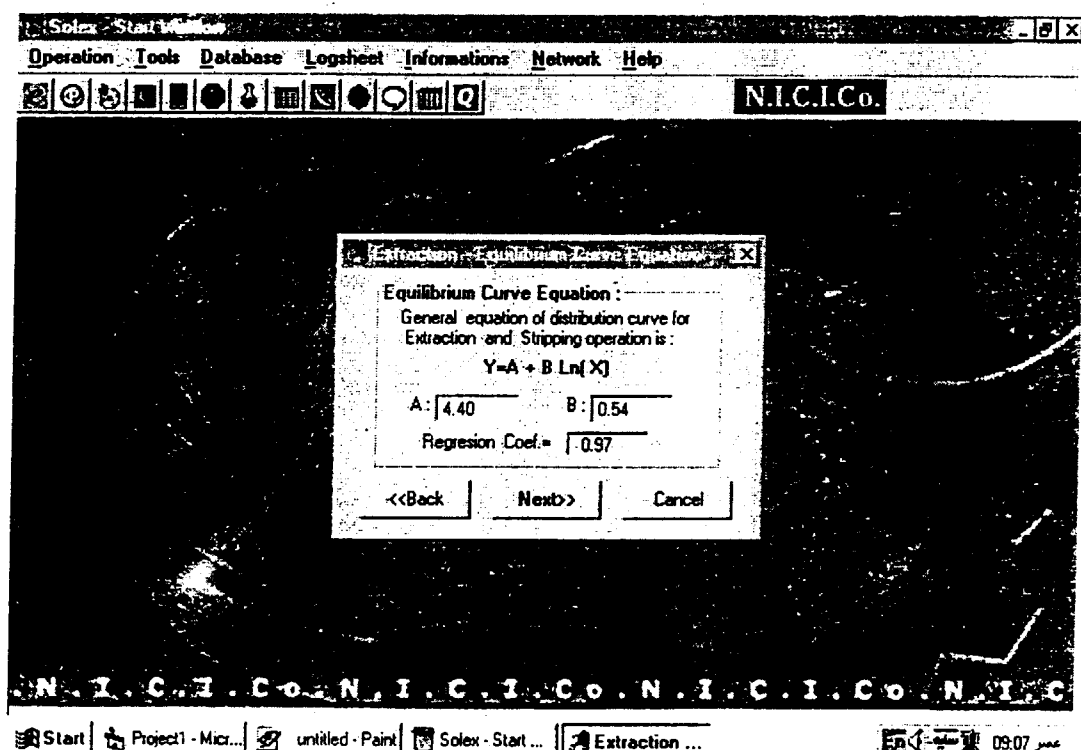 Solex - Start Window
Operation Tools Database Logsheet Informations Network Help
N.I.C.I.Co.
Extraction - Equilibrium Curve Equation
Equilibrium Curve Equation :
General equation of distribution curve for
Extraction and Stripping operation is :
Y=A + B Ln( X)
A : 4.40 B : 0.54
Regresion Coef.= 0.97
<<Back Next>> Cancel
.N.I.C.I.Co.N.I.C.I.Co.N.I.C.I.Co.N.I.C
Start Project1 - Micr... untitled - Paint Solex - Start ... Extraction ... En 09:07